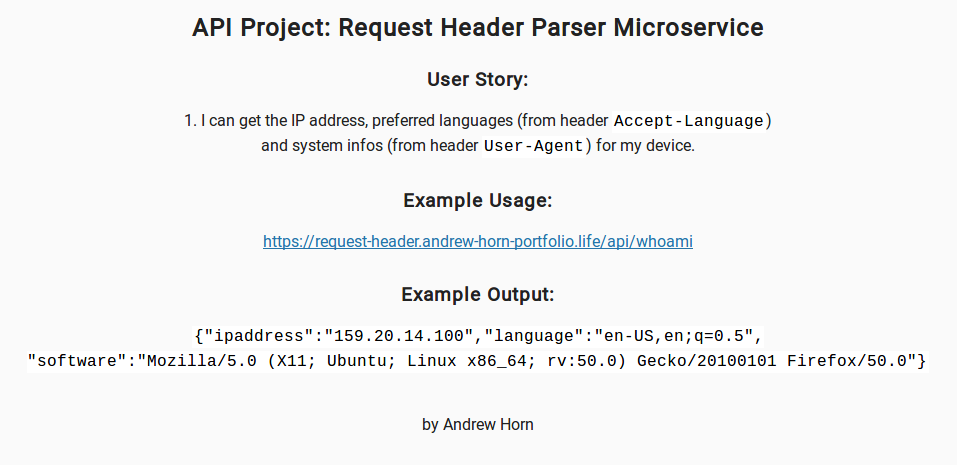 API Project: Request Header Parser Microservice
User Story:
1. I can get the IP address, preferred languages (from header Accept-Language)
and system infos (from header User-Agent) for my device.
Example Usage:
https://request-header.andrew-horn-portfolio.life/api/whoami
Example Output:
{"ipaddress":"159.20.14.100","language":"en-US,en;q=0.5",
"software":"Mozilla/5.0 (X11; Ubuntu; Linux x86_64; rv:50.0) Gecko/20100101 Firefox/50.0"}
by Andrew Horn